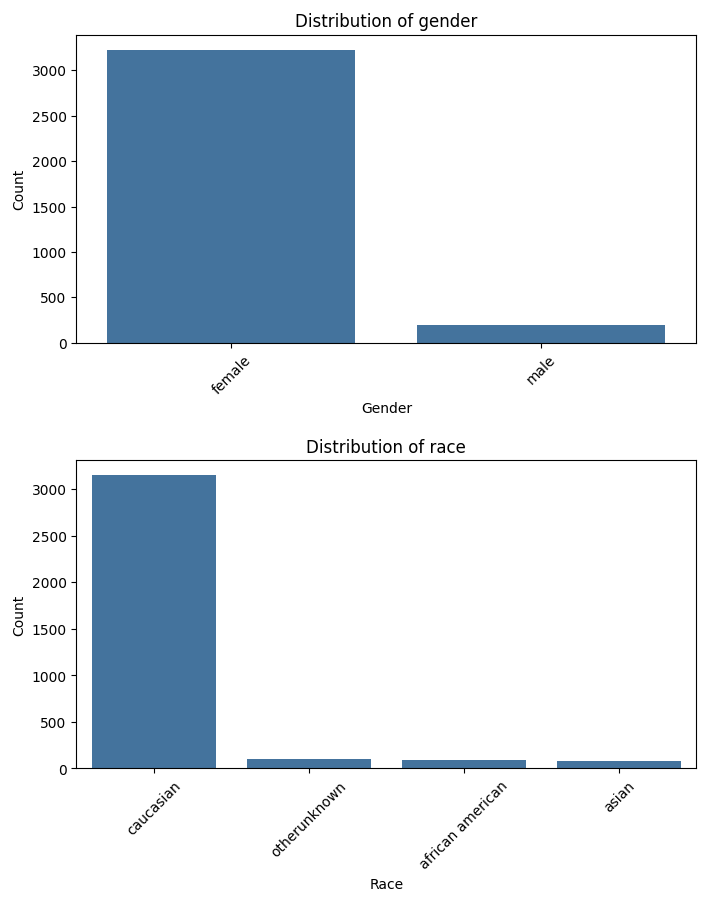 Distribution of gender
3000
2500
2000
1500
1000
500
0
Count
female
male
Gender
Distribution of race
3000
2500
2000
1500
1000
500
0
Count
caucasian
otherunknown
african american
asian
Race